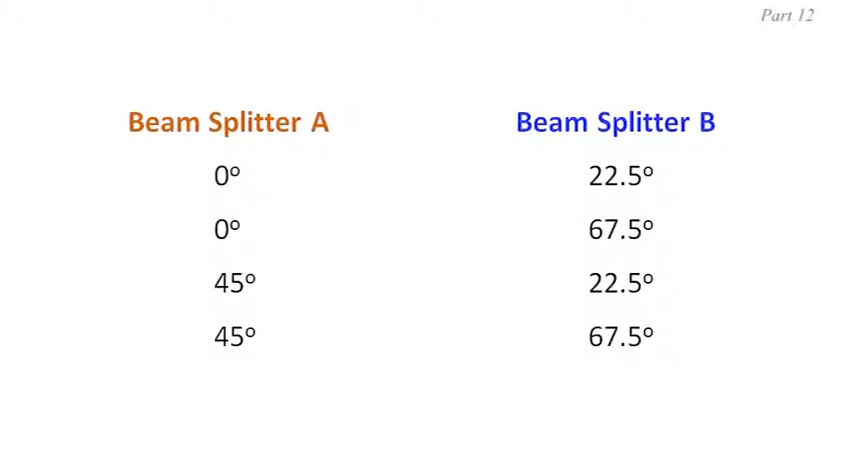 Part 12
Beam Splitter A Beam Splitter B
0º 22.5º
0º 67.5º
45º 22.5º
45º 67.5º